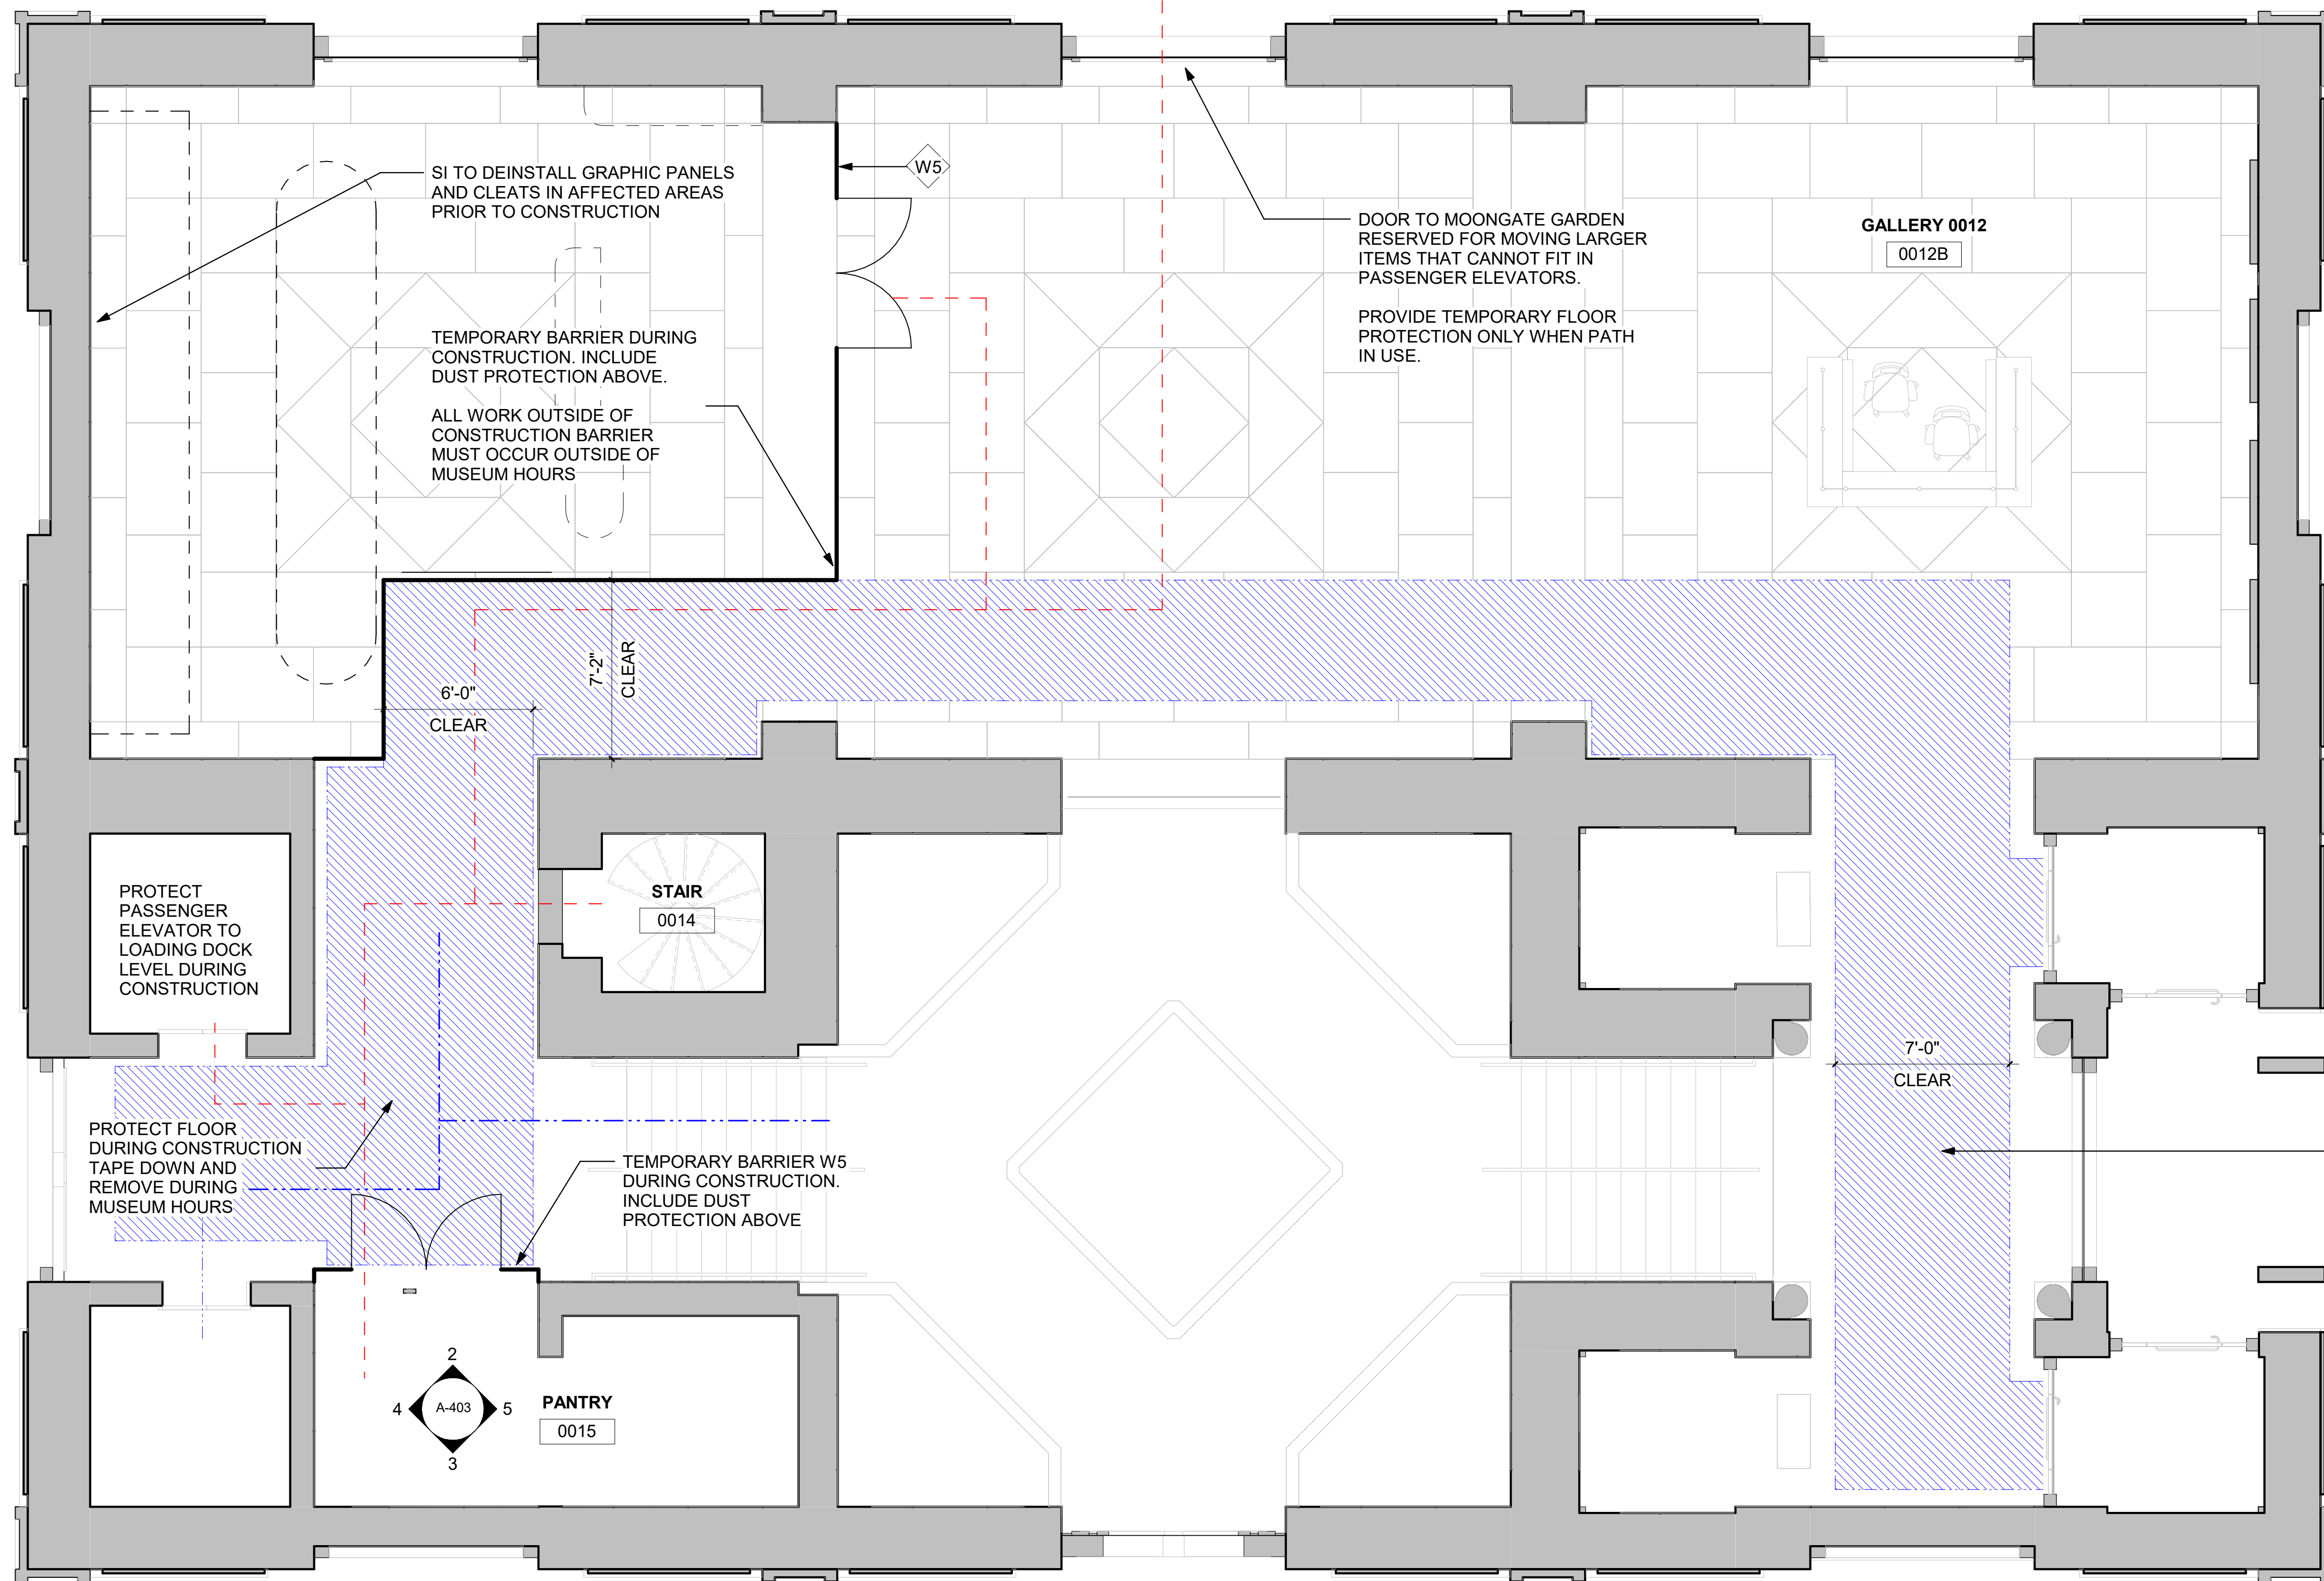 SI TO DEINSTALL GRAPHIC PANELS
AND CLEATS IN AFFECTED AREAS
PRIOR TO CONSTRUCTION
W5
DOOR TO MOONGATE GARDEN
RESERVED FOR MOVING LARGER
ITEMS THAT CANNOT FIT IN
PASSENGER ELEVATORS.
PROVIDE TEMPORARY FLOOR
PROTECTION ONLY WHEN PATH
IN USE.
GALLERY 0012
0012B
TEMPORARY BARRIER DURING
CONSTRUCTION. INCLUDE
DUST PROTECTION ABOVE.
ALL WORK OUTSIDE OF
CONSTRUCTION BARRIER
MUST OCCUR OUTSIDE OF
MUSEUM HOURS
7'-2"
CLEAR
6'-0"
CLEAR
PROTECT
PASSENGER
ELEVATOR TO
LOADING DOCK
LEVEL DURING
CONSTRUCTION
STAIR
0014
7'-0"
CLEAR
PROTECT FLOOR
DURING CONSTRUCTION
TAPE DOWN AND
REMOVE DURING
MUSEUM HOURS
TEMPORARY BARRIER W5
DURING CONSTRUCTION.
INCLUDE DUST
PROTECTION ABOVE
2
4
A-403
5
3
PANTRY
0015